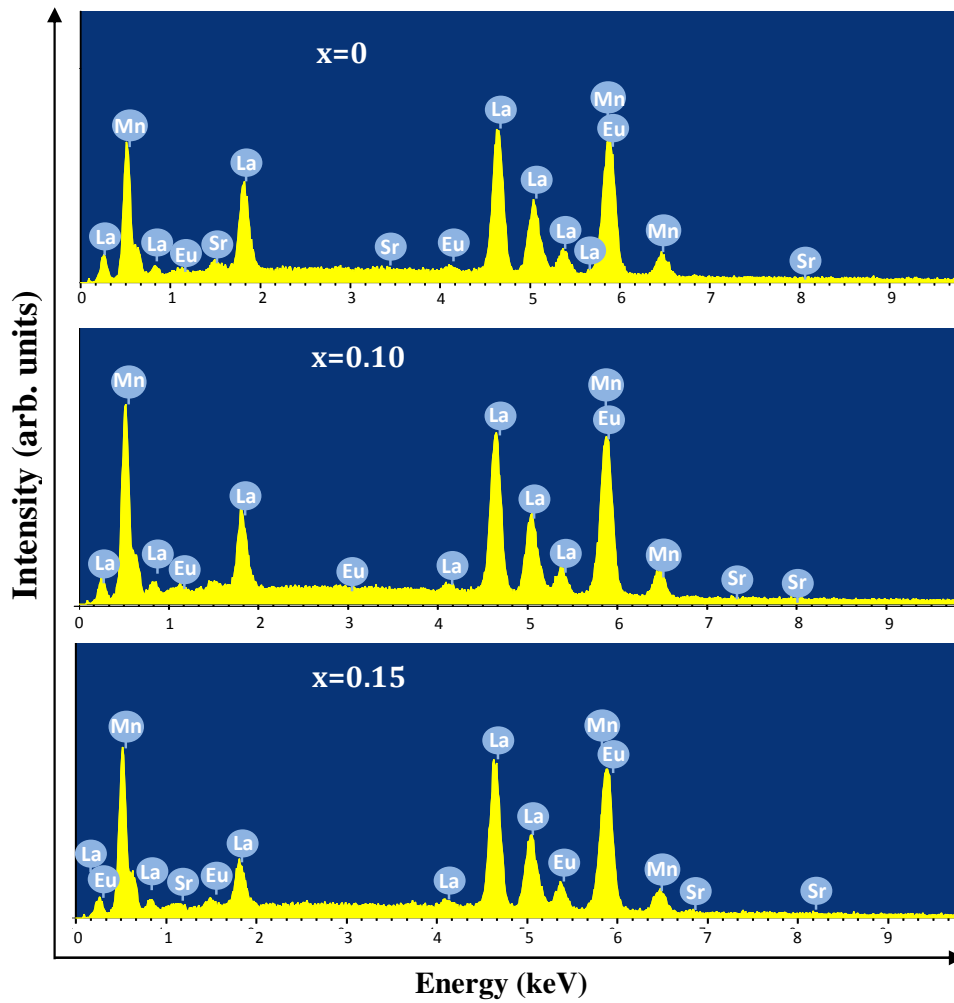 x=0
Mn
Mn
Eu
La
La
La
La
La
Eu
Sr
Sr
Eu
La
La
Mn
Sr
0 1 2 3 4 5 6 7 8 9
x=0.10
Mn
Mn
Eu
La
La
La
La
La
Eu
Eu
La
La
Mn
Sr
Sr
0 1 2 3 4 5 6 7 8 9
x=0.15
Mn
Mn
Eu
La
La
La
La
Eu
La
Sr
Eu
La
Eu
Mn
Sr
Sr
0 1 2 3 4 5 6 7 8 9
Intensity (arb. units)
Energy (keV)